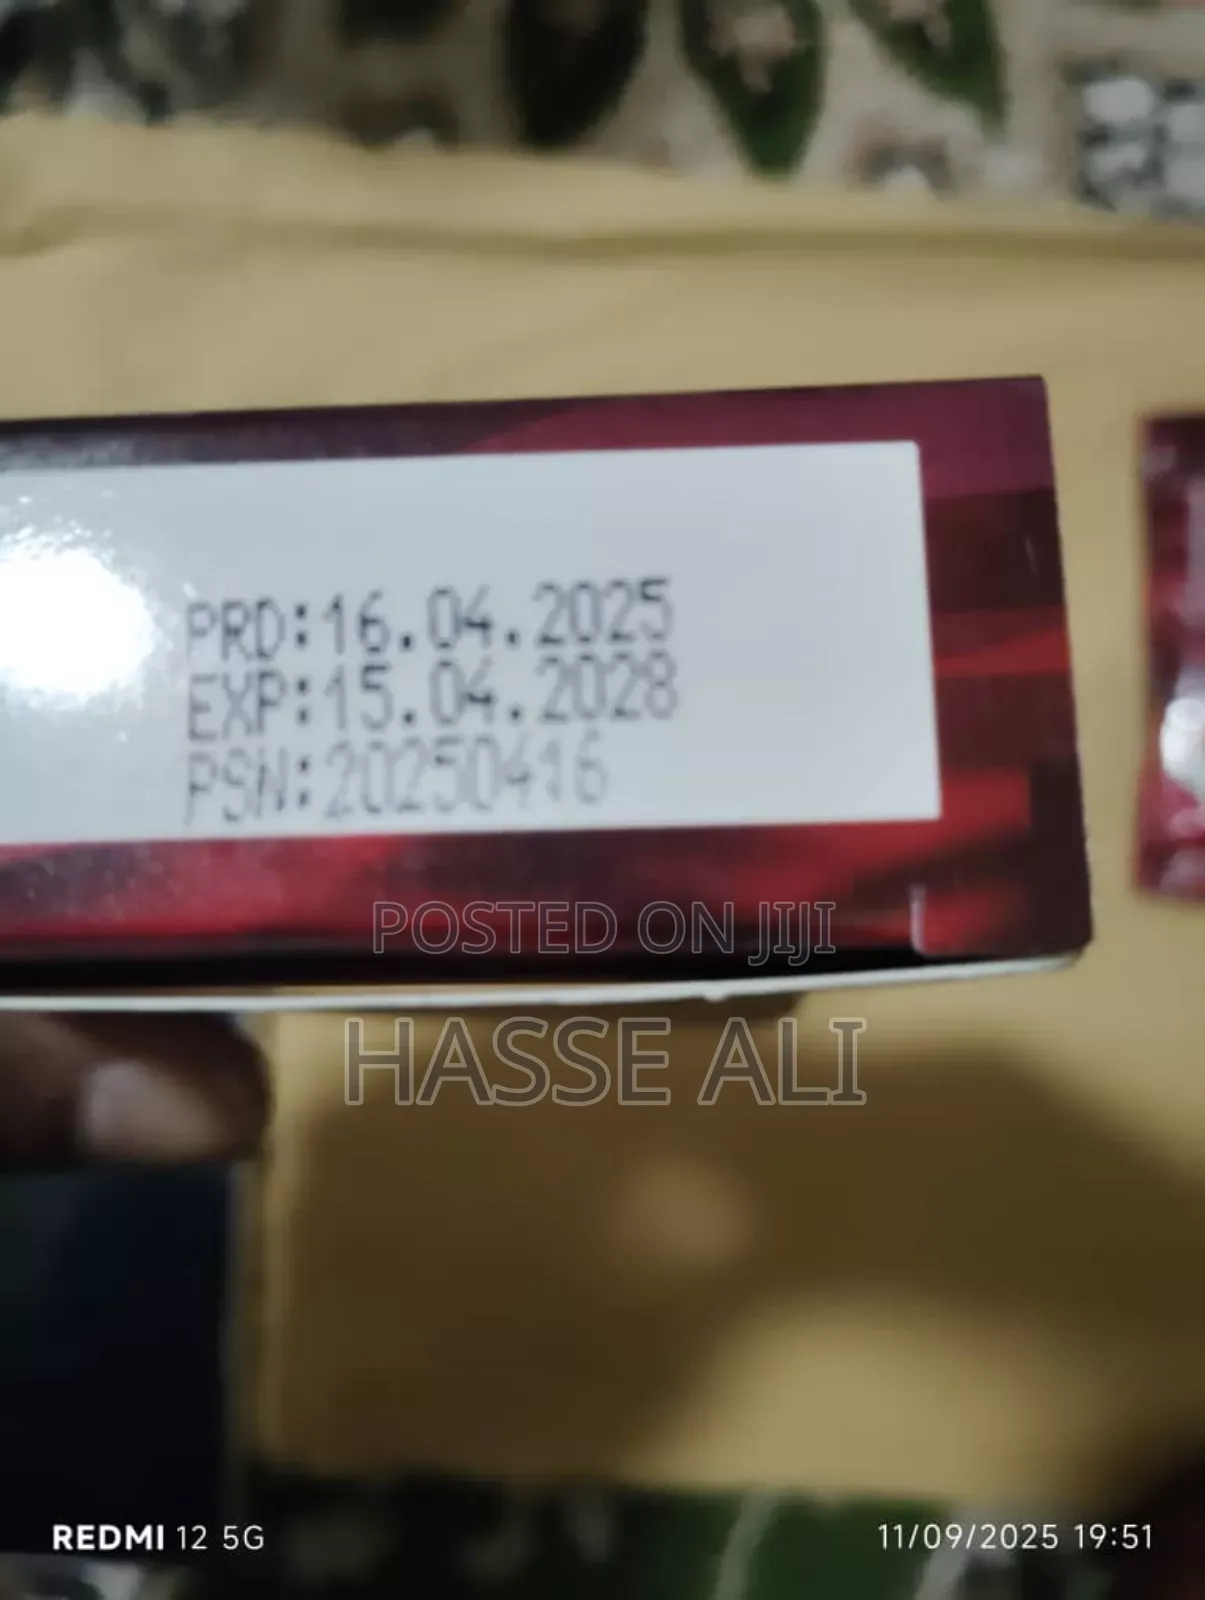 PRD:16.04.2025
EXP:15.04.2028
PSN:20250416
POSTED ON JIJI
HASSE ALI
REDMI 12 5G
11/09/2025 19:51